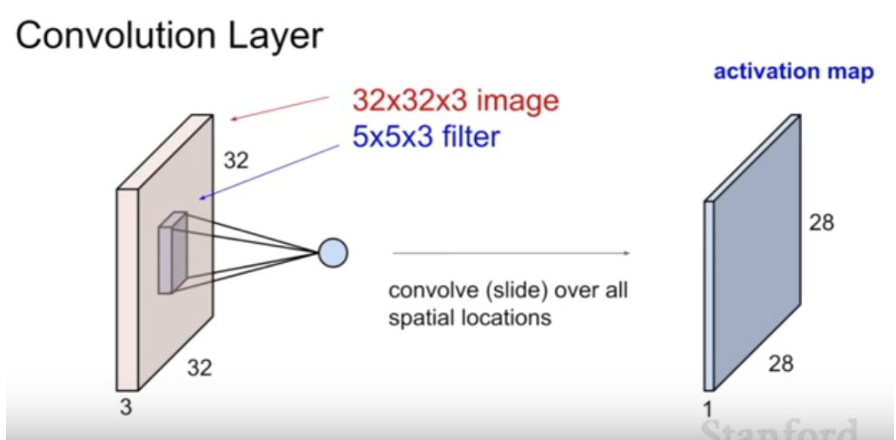 Convolution Layer
activation map
32x32x3 image
5x5x3 filter
32
28
convolve (slide) over all
spatial locations
32
28
3
1
Stanford